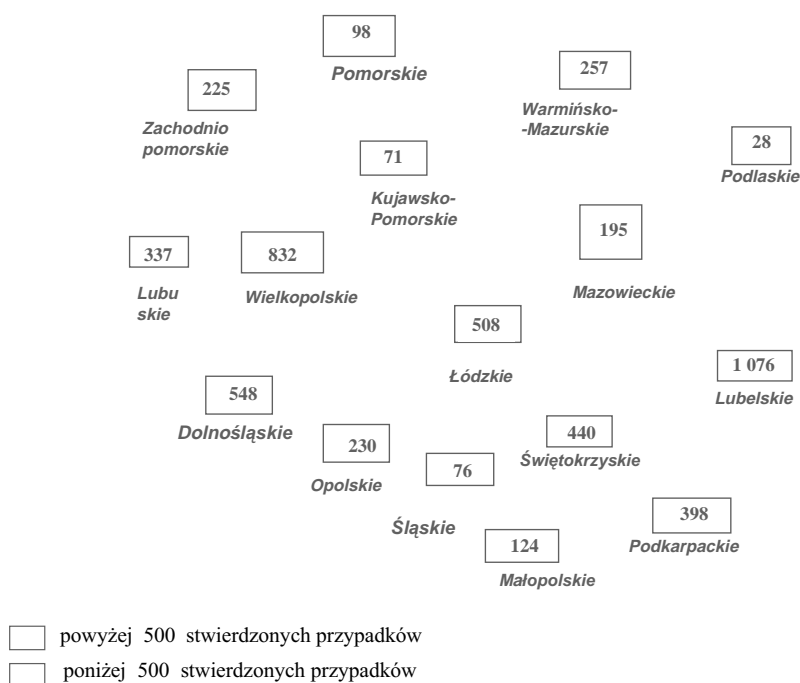 98
Pomorskie
257
Warmińsko-
-Mazurskie
225
Zachodnio
pomorskie
28
Podlaskie
71
Kujawsko-
Pomorskie
195
Mazowieckie
337
Lubu
skie
832
Wielkopolskie
508
Łódzkie
1 076
Lubelskie
548
Dolnośląskie
230
Opolskie
76
Śląskie
440
Świętokrzyskie
398
Podkarpackie
124
Małopolskie
powyżej 500 stwierdzonych przypadków
poniżej 500 stwierdzonych przypadków